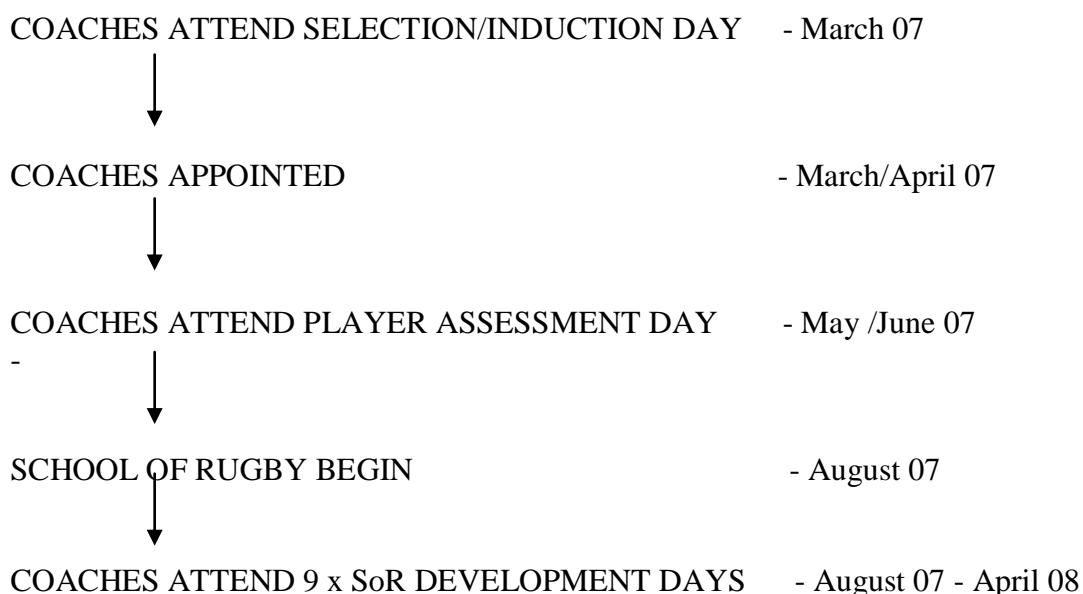 COACHES ATTEND SELECTION/INDUCTION DAY - March 07
COACHES APPOINTED - March/April 07
COACHES ATTEND PLAYER ASSESSMENT DAY - May /June 07
-
SCHOOL OF RUGBY BEGIN - August 07
COACHES ATTEND 9 x SoR DEVELOPMENT DAYS - August 07 - April 08